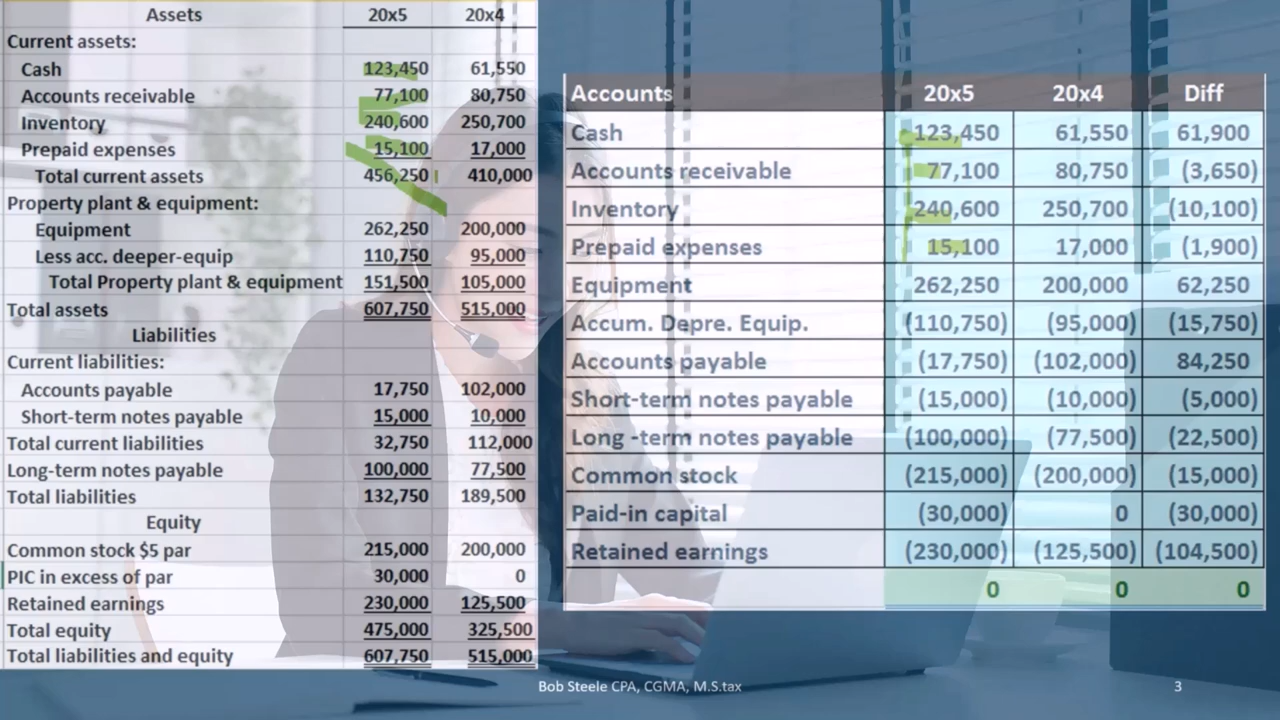 Assets 20x5 20x4
Current assets:
Cash 123,450 61,550
Accounts receivable 77,100 80,750
Inventory 240,600 250,700
Prepaid expenses 15,100 17,000
Total current assets 456,250 410,000
Property plant & equipment:
Equipment 262,250 200,000
Less acc. deeper-equip 110,750 95,000
Total Property plant & equipment 151,500 105,000
Total assets 607,750 515,000
Liabilities
Current liabilities:
Accounts payable 17,750 102,000
Short-term notes payable 15,000 10,000
Total current liabilities 32,750 112,000
Long-term notes payable 100,000 77,500
Total liabilities 132,750 189,500
Equity
Common stock $5 par 215,000 200,000
PIC in excess of par 30,000 0
Retained earnings 230,000 125,500
Total equity 475,000 325,500
Total liabilities and equity 607,750 515,000
Accounts 20x5 20x4 Diff
Cash 123,450 61,550 61,900
Accounts receivable 77,100 80,750 (3,650)
Inventory 240,600 250,700 (10,100)
Prepaid expenses 15,100 17,000 (1,900)
Equipment 262,250 200,000 62,250
Accum. Depre. Equip. (110,750) (95,000) (15,750)
Accounts payable (17,750) (102,000) 84,250
Short-term notes payable (15,000) (10,000) (5,000)
Long -term notes payable (100,000) (77,500) (22,500)
Common stock (215,000) (200,000) (15,000)
Paid-in capital (30,000) 0 (30,000)
Retained earnings (230,000) (125,500) (104,500)
0 0 0
Bob Steele CPA, CGMA, M.S.tax 3